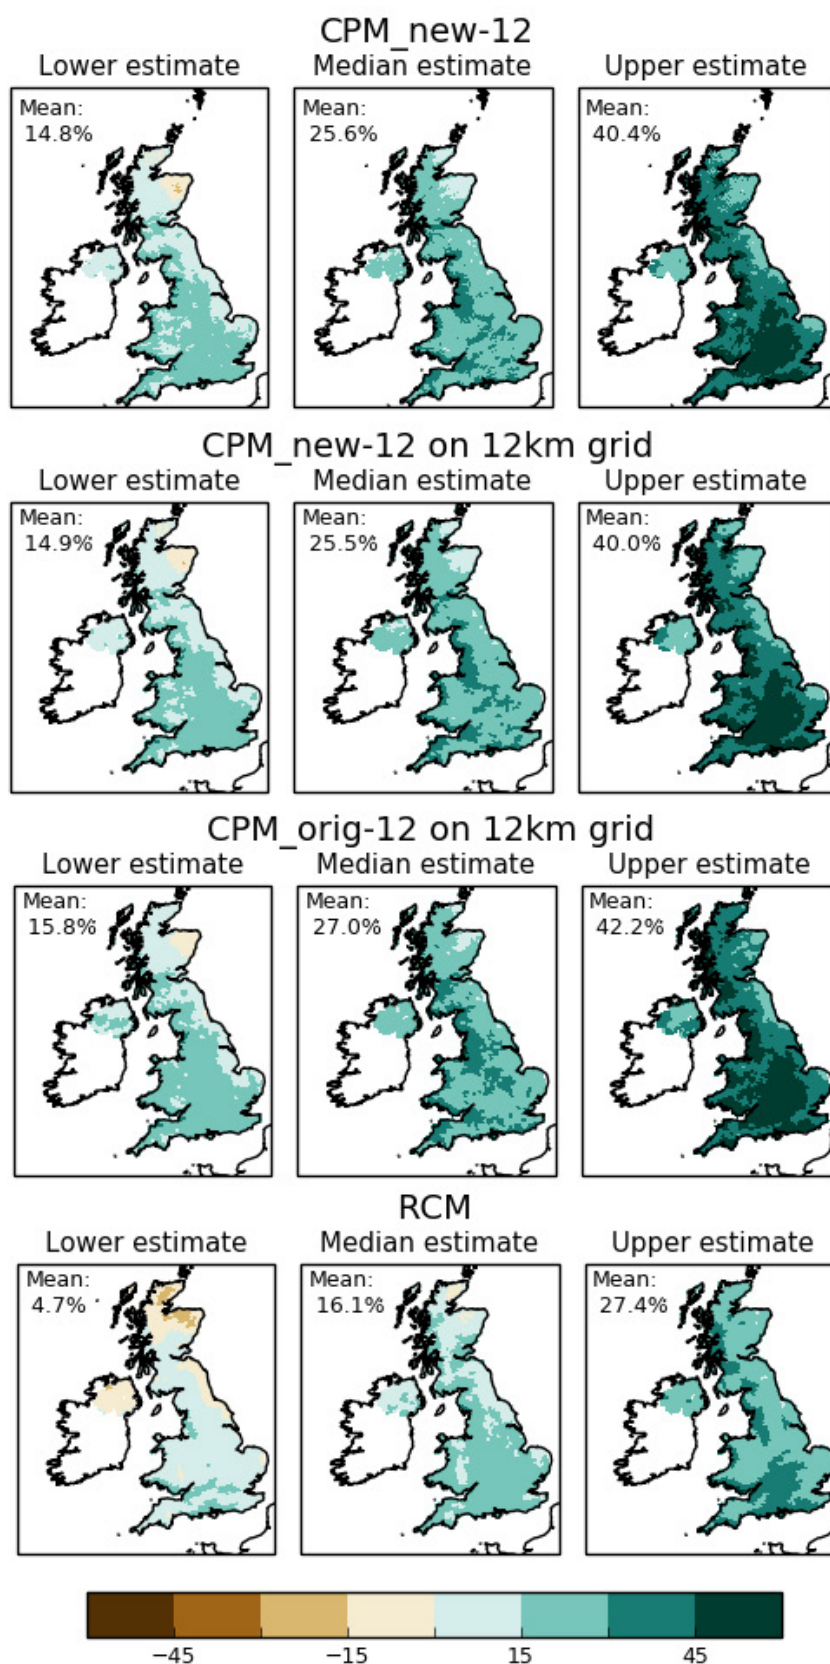 CPM_new-12
Lower estimate Median estimate Upper estimate
Mean: 14.8% Mean: 25.6% Mean: 40.4%
CPM_new-12 on 12km grid
Lower estimate Median estimate Upper estimate
Mean: 14.9% Mean: 25.5% Mean: 40.0%
CPM_orig-12 on 12km grid
Lower estimate Median estimate Upper estimate
Mean: 15.8% Mean: 27.0% Mean: 42.2%
RCM
Lower estimate Median estimate Upper estimate
Mean: 4.7% Mean: 16.1% Mean: 27.4%
−45 −15 15 45